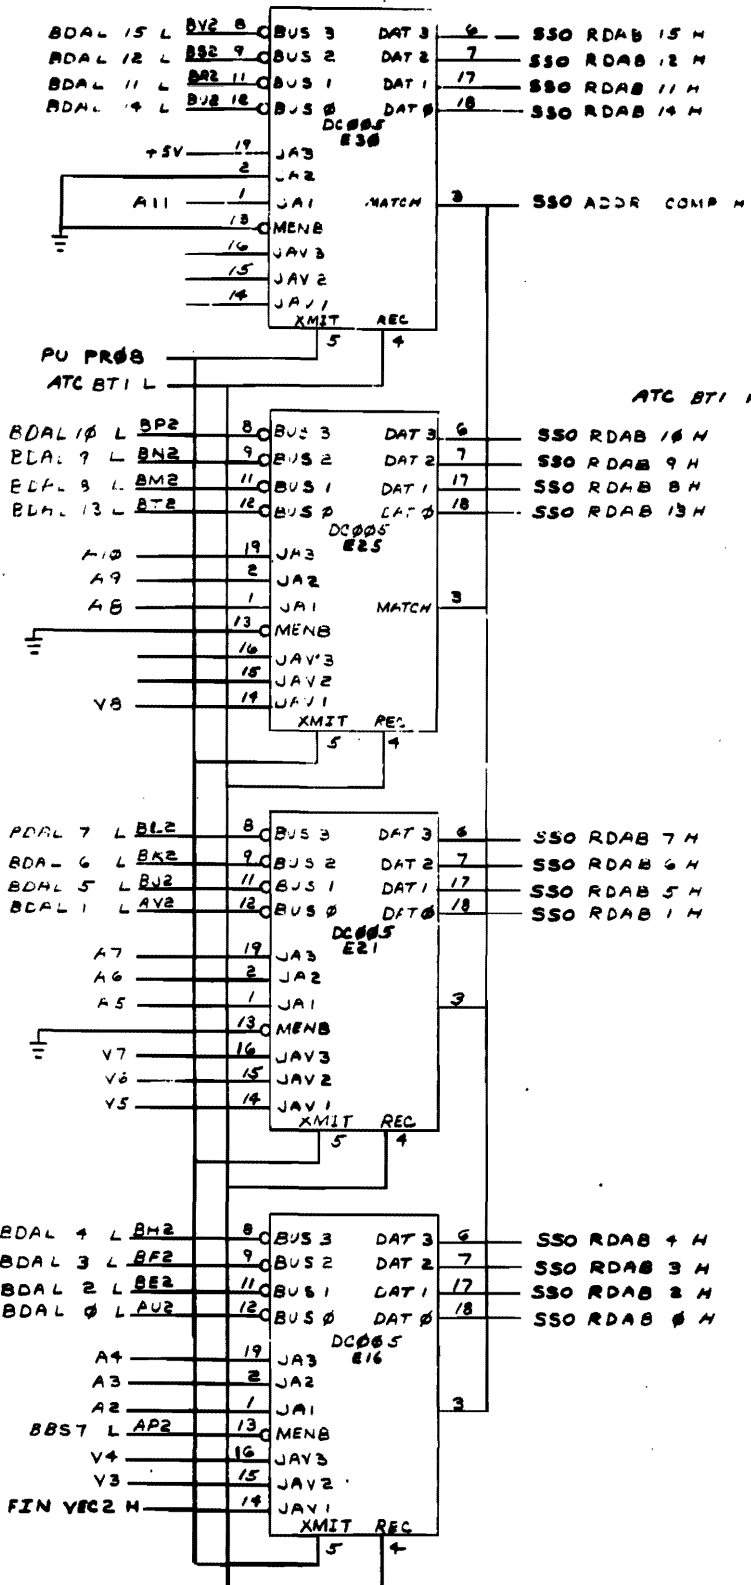 BDAL 15 L BV2 8 BUS 3 DAT 3 6 SSO RDAB 15 H
BDAL 12 L BS2 9 BUS 2 DAT 2 7 SSO RDAB 12 H
BDAL 11 L BR2 11 BUS 1 DAT 1 17 SSO RDAB 11 H
BDAL 14 L BU2 12 BUS Ø DAT Ø 18 SSO RDAB 14 H
DCØØ5
E3Ø
+5V 19 JA3
2 JA2
A11 1 JA1 MATCH 3 SSO ADDR COMP H
13 MENB
16 JAV3
15 JAV2
14 JAV1
XMIT REC
5 4
PU PRØ8
ATC BT1 L
ATC BT1
BDAL 1Ø L BP2 8 BUS 3 DAT 3 6 SSO RDAB 1Ø H
BDAL 9 L BN2 9 BUS 2 DAT 2 7 SSO RDAB 9 H
BDAL 8 L BM2 11 BUS 1 DAT 1 17 SSO RDAB 8 H
BDAL 13 L BT2 12 BUS Ø DAT Ø 18 SSO RDAB 13 H
DCØØ5
E25
A1Ø 19 JA3
A9 2 JA2
A8 1 JA1 MATCH 3
13 MENB
16 JAV3
15 JAV2
V8 14 JAV1
XMIT REC
5 4
BDAL 7 L BL2 8 BUS 3 DAT 3 6 SSO RDAB 7 H
BDAL 6 L BK2 9 BUS 2 DAT 2 7 SSO RDAB 6 H
BDAL 5 L BJ2 11 BUS 1 DAT 1 17 SSO RDAB 5 H
BDAL 1 L AV2 12 BUS Ø DATØ 18 SSO RDAB 1 H
DCØØ5
E21
A7 19 JA3
A6 2 JA2
A5 1 JA1 3
13 MENB
V7 16 JAV3
V6 15 JAV2
V5 14 JAV1
XMIT REC
5 4
BDAL 4 L BH2 8 BUS 3 DAT 3 6 SSO RDAB 4 H
BDAL 3 L BF2 9 BUS 2 DAT 2 7 SSO RDAB 3 H
BDAL 2 L BE2 11 BUS 1 DAT 1 17 SSO RDAB 2 H
BDAL Ø L AU2 12 BUS Ø DAT Ø 18 SSO RDAB Ø H
DCØØ5
E16
A4 19 JA3
A3 2 JA2
A2 1 JA1 3
BBS7 L AP2 13 MENB
V4 16 JAV3
V3 15 JAV2
FIN VEC2 H 14 JAV1
XMIT REC
5 4